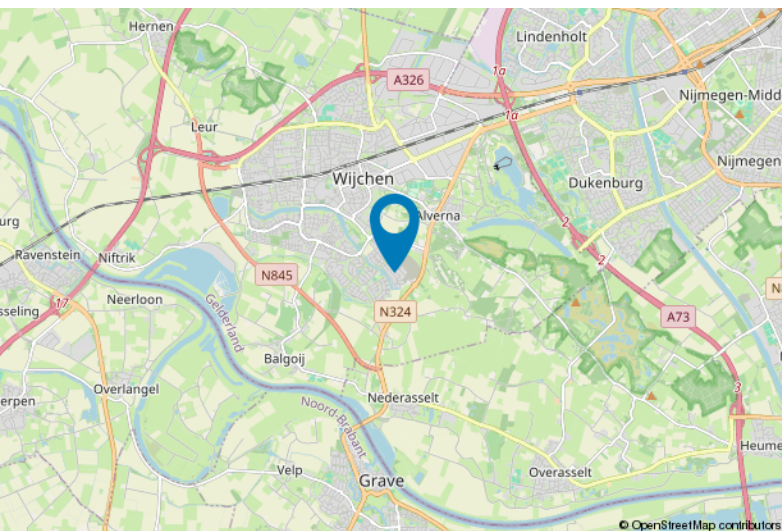 Hernen
Lindenholt
1a
A326
Nijmegen-Midd
1a
Leur
Nijmegen
Wijchen
Dukenburg
Alverna
2
urg
Ravenstein
Niftrik
2
N845
N
Neerloon
17
sseling
Gelderland
N324
A73
Balgoij
3
Overlangel
erpen
Nederasselt
Noord-Brabant
Heume
Velp
Overasselt
Grave
© OpenStreetMap contributors